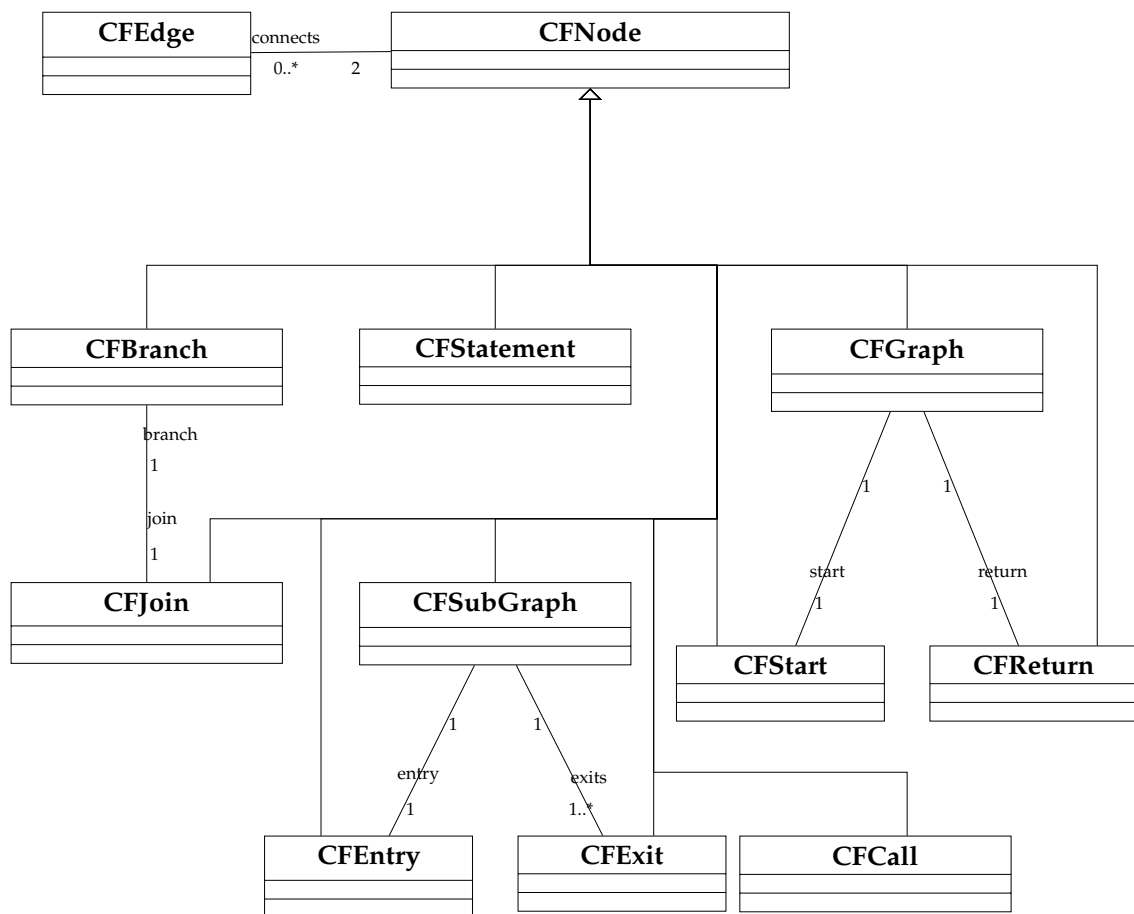 CFEdge
CFNode
connects
0..*
2
CFBranch
CFStatement
CFGraph
branch
1
1
1
join
1
start
1
return
1
CFJoin
CFSubGraph
CFStart
CFReturn
1
1
entry
1
exits
1..*
CFEntry
CFExit
CFCall